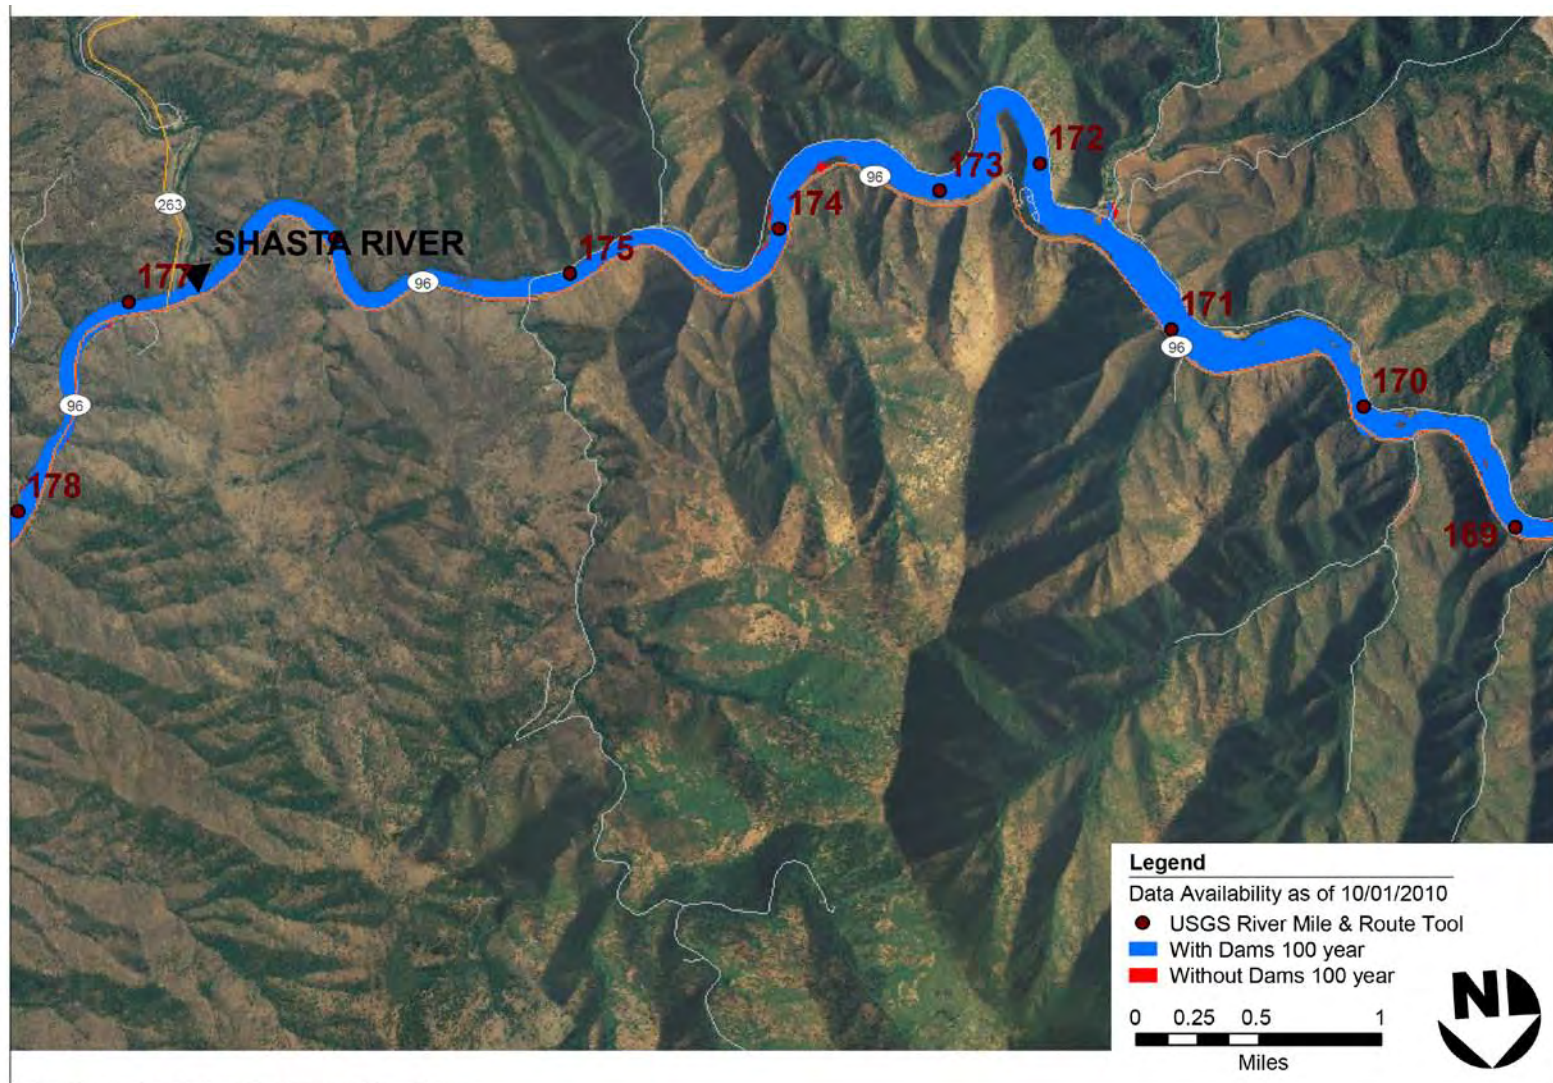 172
173
96
174
263
SHASTA RIVER
175
177
96
171
96
170
96
178
169
Legend
Data Availability as of 10/01/2010
USGS River Mile & Route Tool
With Dams 100 year
Without Dams 100 year
0 0.25 0.5 1
Miles
N